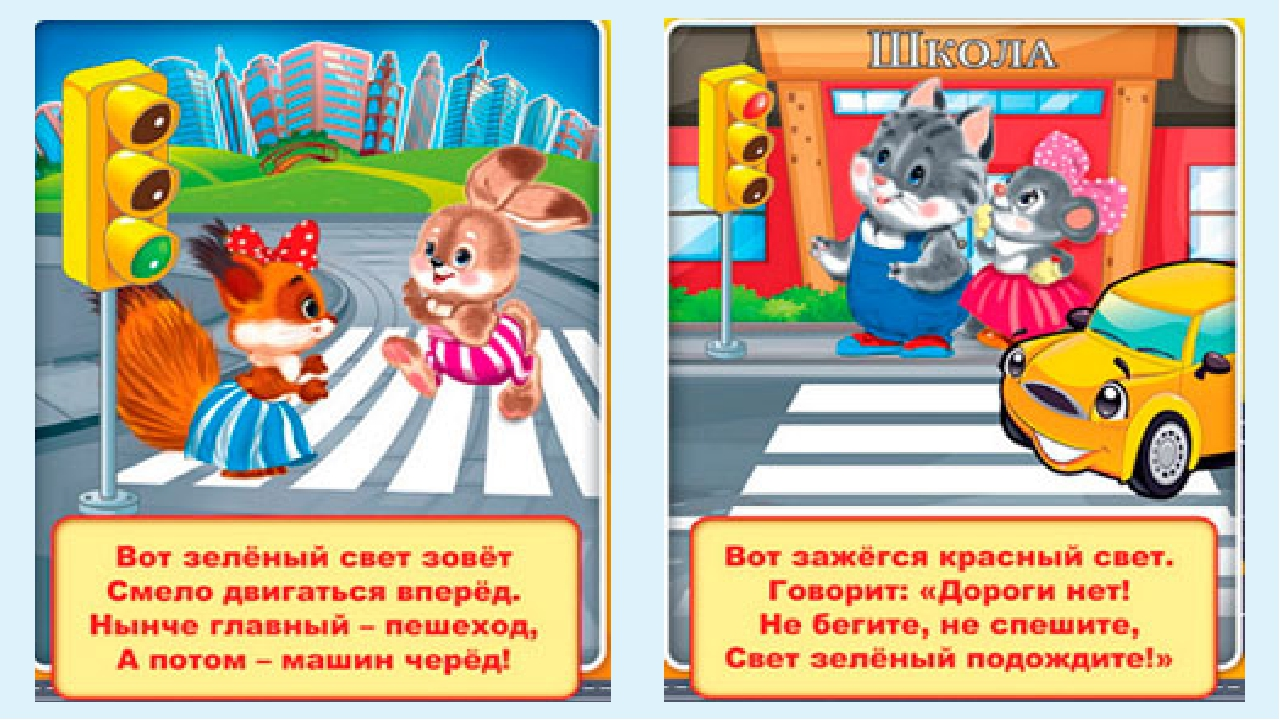 Вот зелёный свет зовёт
Смело двигаться вперёд.
Нынче главный – пешеход,
А потом – машин черёд!
Школа
Вот зажёгся красный свет.
Говорит: «Дороги нет!
Не бегите, не спешите,
Свет зелёный подождите!»